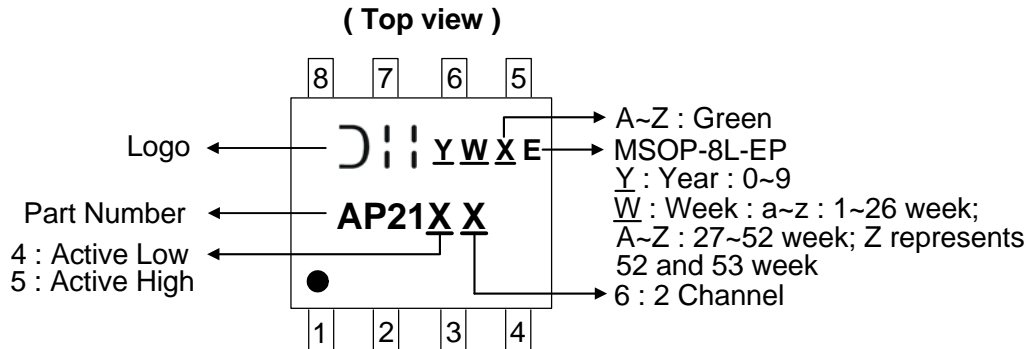 ( Top view )
8 7 6 5
Logo
Y W X E
A~Z : Green
MSOP-8L-EP
Y : Year : 0~9
W : Week : a~z : 1~26 week;
A~Z : 27~52 week; Z represents
52 and 53 week
Part Number
AP21X X
4 : Active Low
5 : Active High
6 : 2 Channel
1 2 3 4